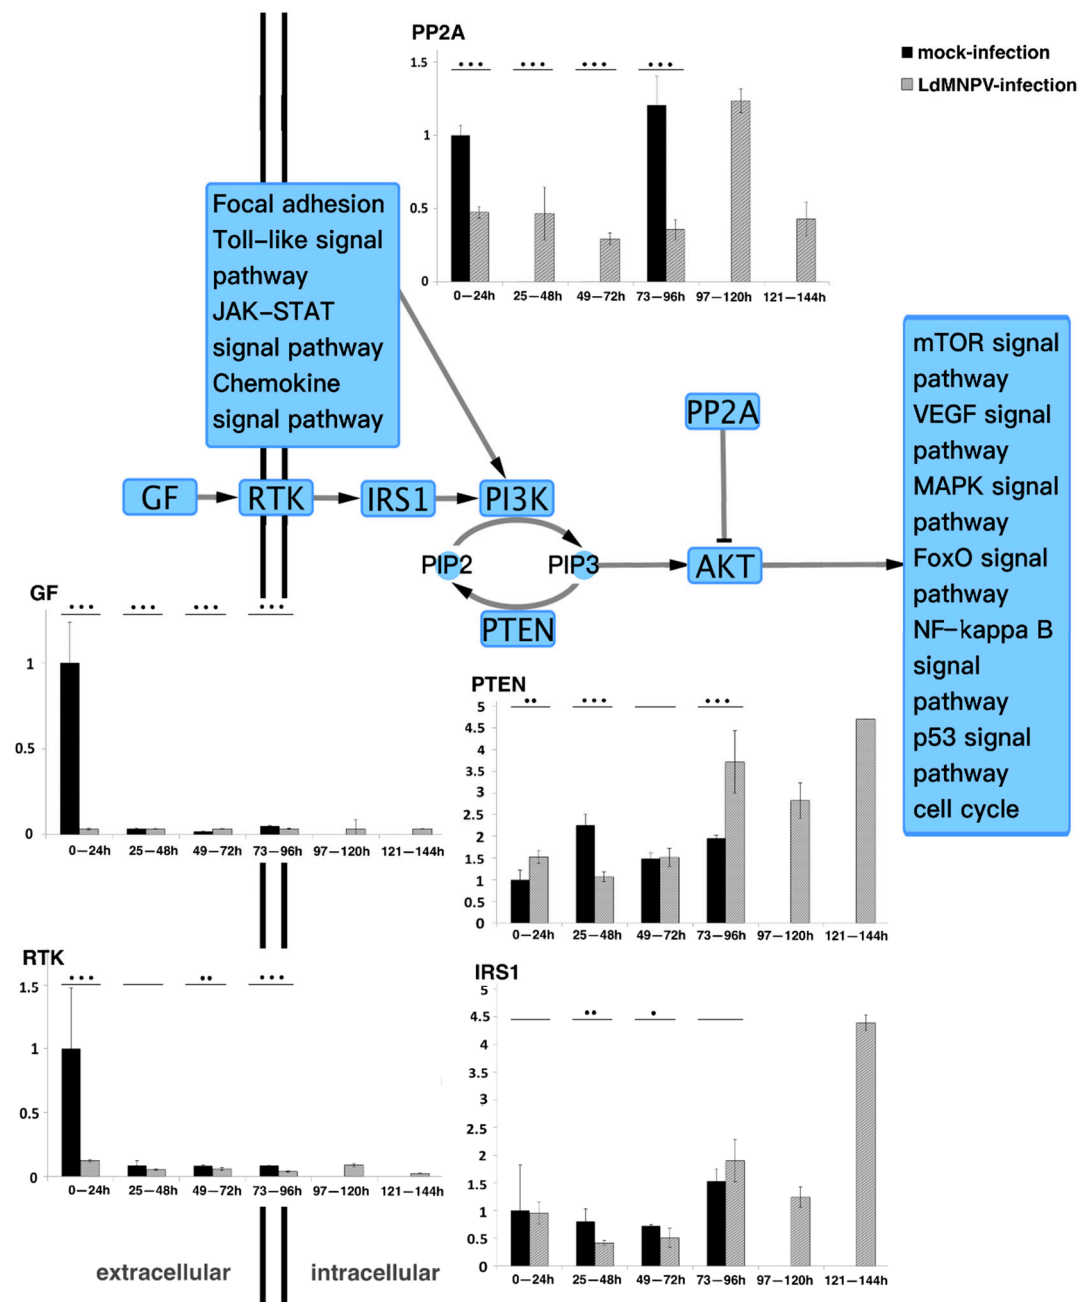 PP2A
mock-infection
LdMNPV-infection
1.5
1
0.5
0
0—24h 25—48h 49—72h 73—96h 97—120h 121—144h
Focal adhesion
Toll–like signal
pathway
JAK–STAT
signal pathway
Chemokine
signal pathway
GF
RTK
IRS1
PI3K
PIP2
PIP3
PTEN
PP2A
AKT
mTOR signal
pathway
VEGF signal
pathway
MAPK signal
pathway
FoxO signal
pathway
NF–kappa B
signal
pathway
p53 signal
pathway
cell cycle
GF
1
0.5
0
0—24h 25—48h 49—72h 73—96h 97—120h 121—144h
PTEN
5
4.5
4
3.5
3
2.5
2
1.5
1
0.5
0
0—24h 25—48h 49—72h 73—96h 97—120h 121—144h
RTK
1.5
1
0.5
0
0—24h 25—48h 49—72h 73—96h 97—120h 121—144h
IRS1
5
4.5
4
3.5
3
2.5
2
1.5
1
0.5
0
0—24h 25—48h 49—72h 73—96h 97—120h 121—144h
extracellular
intracellular